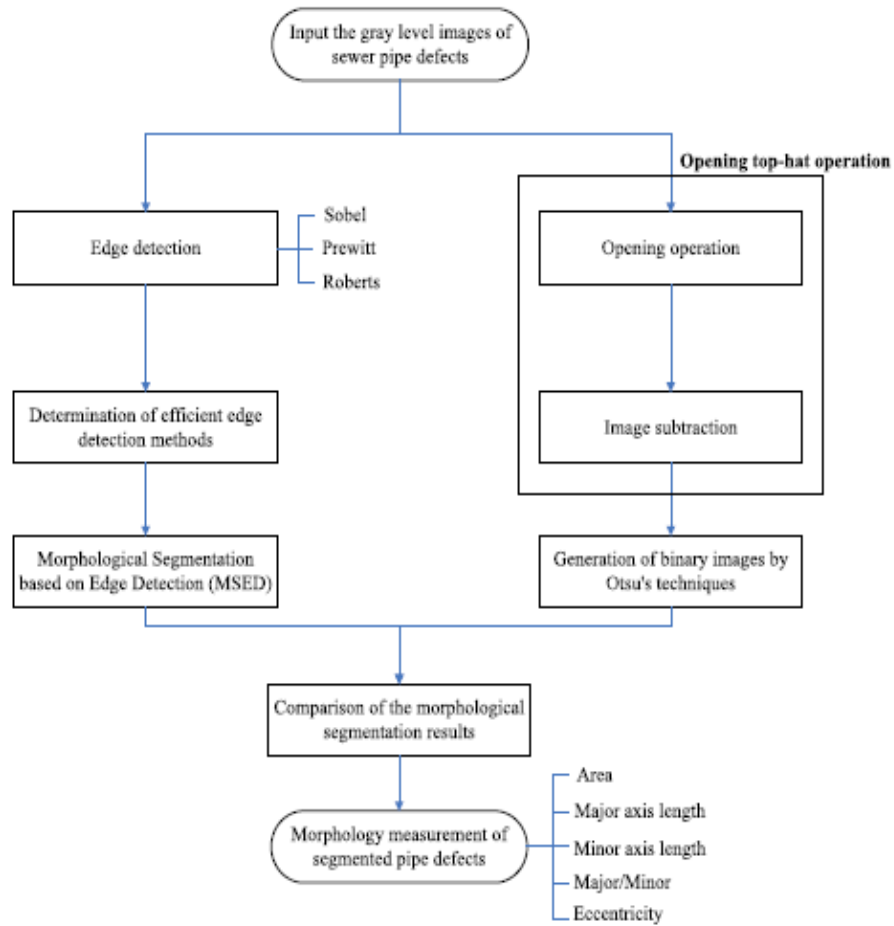 Input the gray level images of
sewer pipe defects
Opening top-hat operation
Edge detection
Sobel
Prewitt
Roberts
Opening operation
Determination of efficient edge
detection methods
Image subtraction
Morphological Segmentation
based on Edge Detection (MSED)
Generation of binary images by
Otsu's techniques
Comparison of the morphological
segmentation results
Morphology measurement of
segmented pipe defects
Area
Major axis length
Minor axis length
Major/Minor
Eccentricity